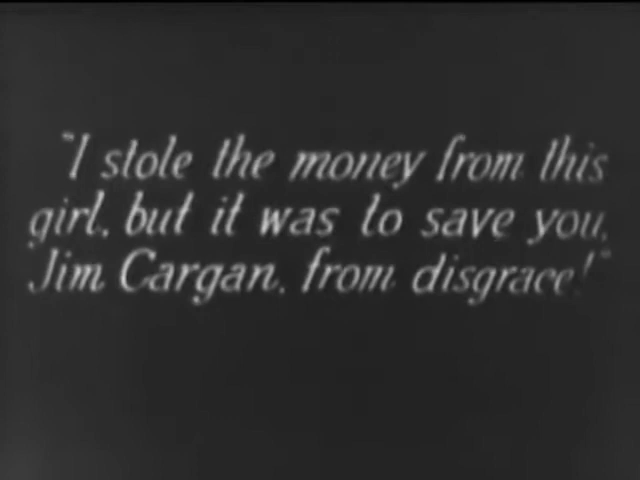 "I stole the money from this
girl, but it was to save you,
Jim Cargan, from disgrace!"